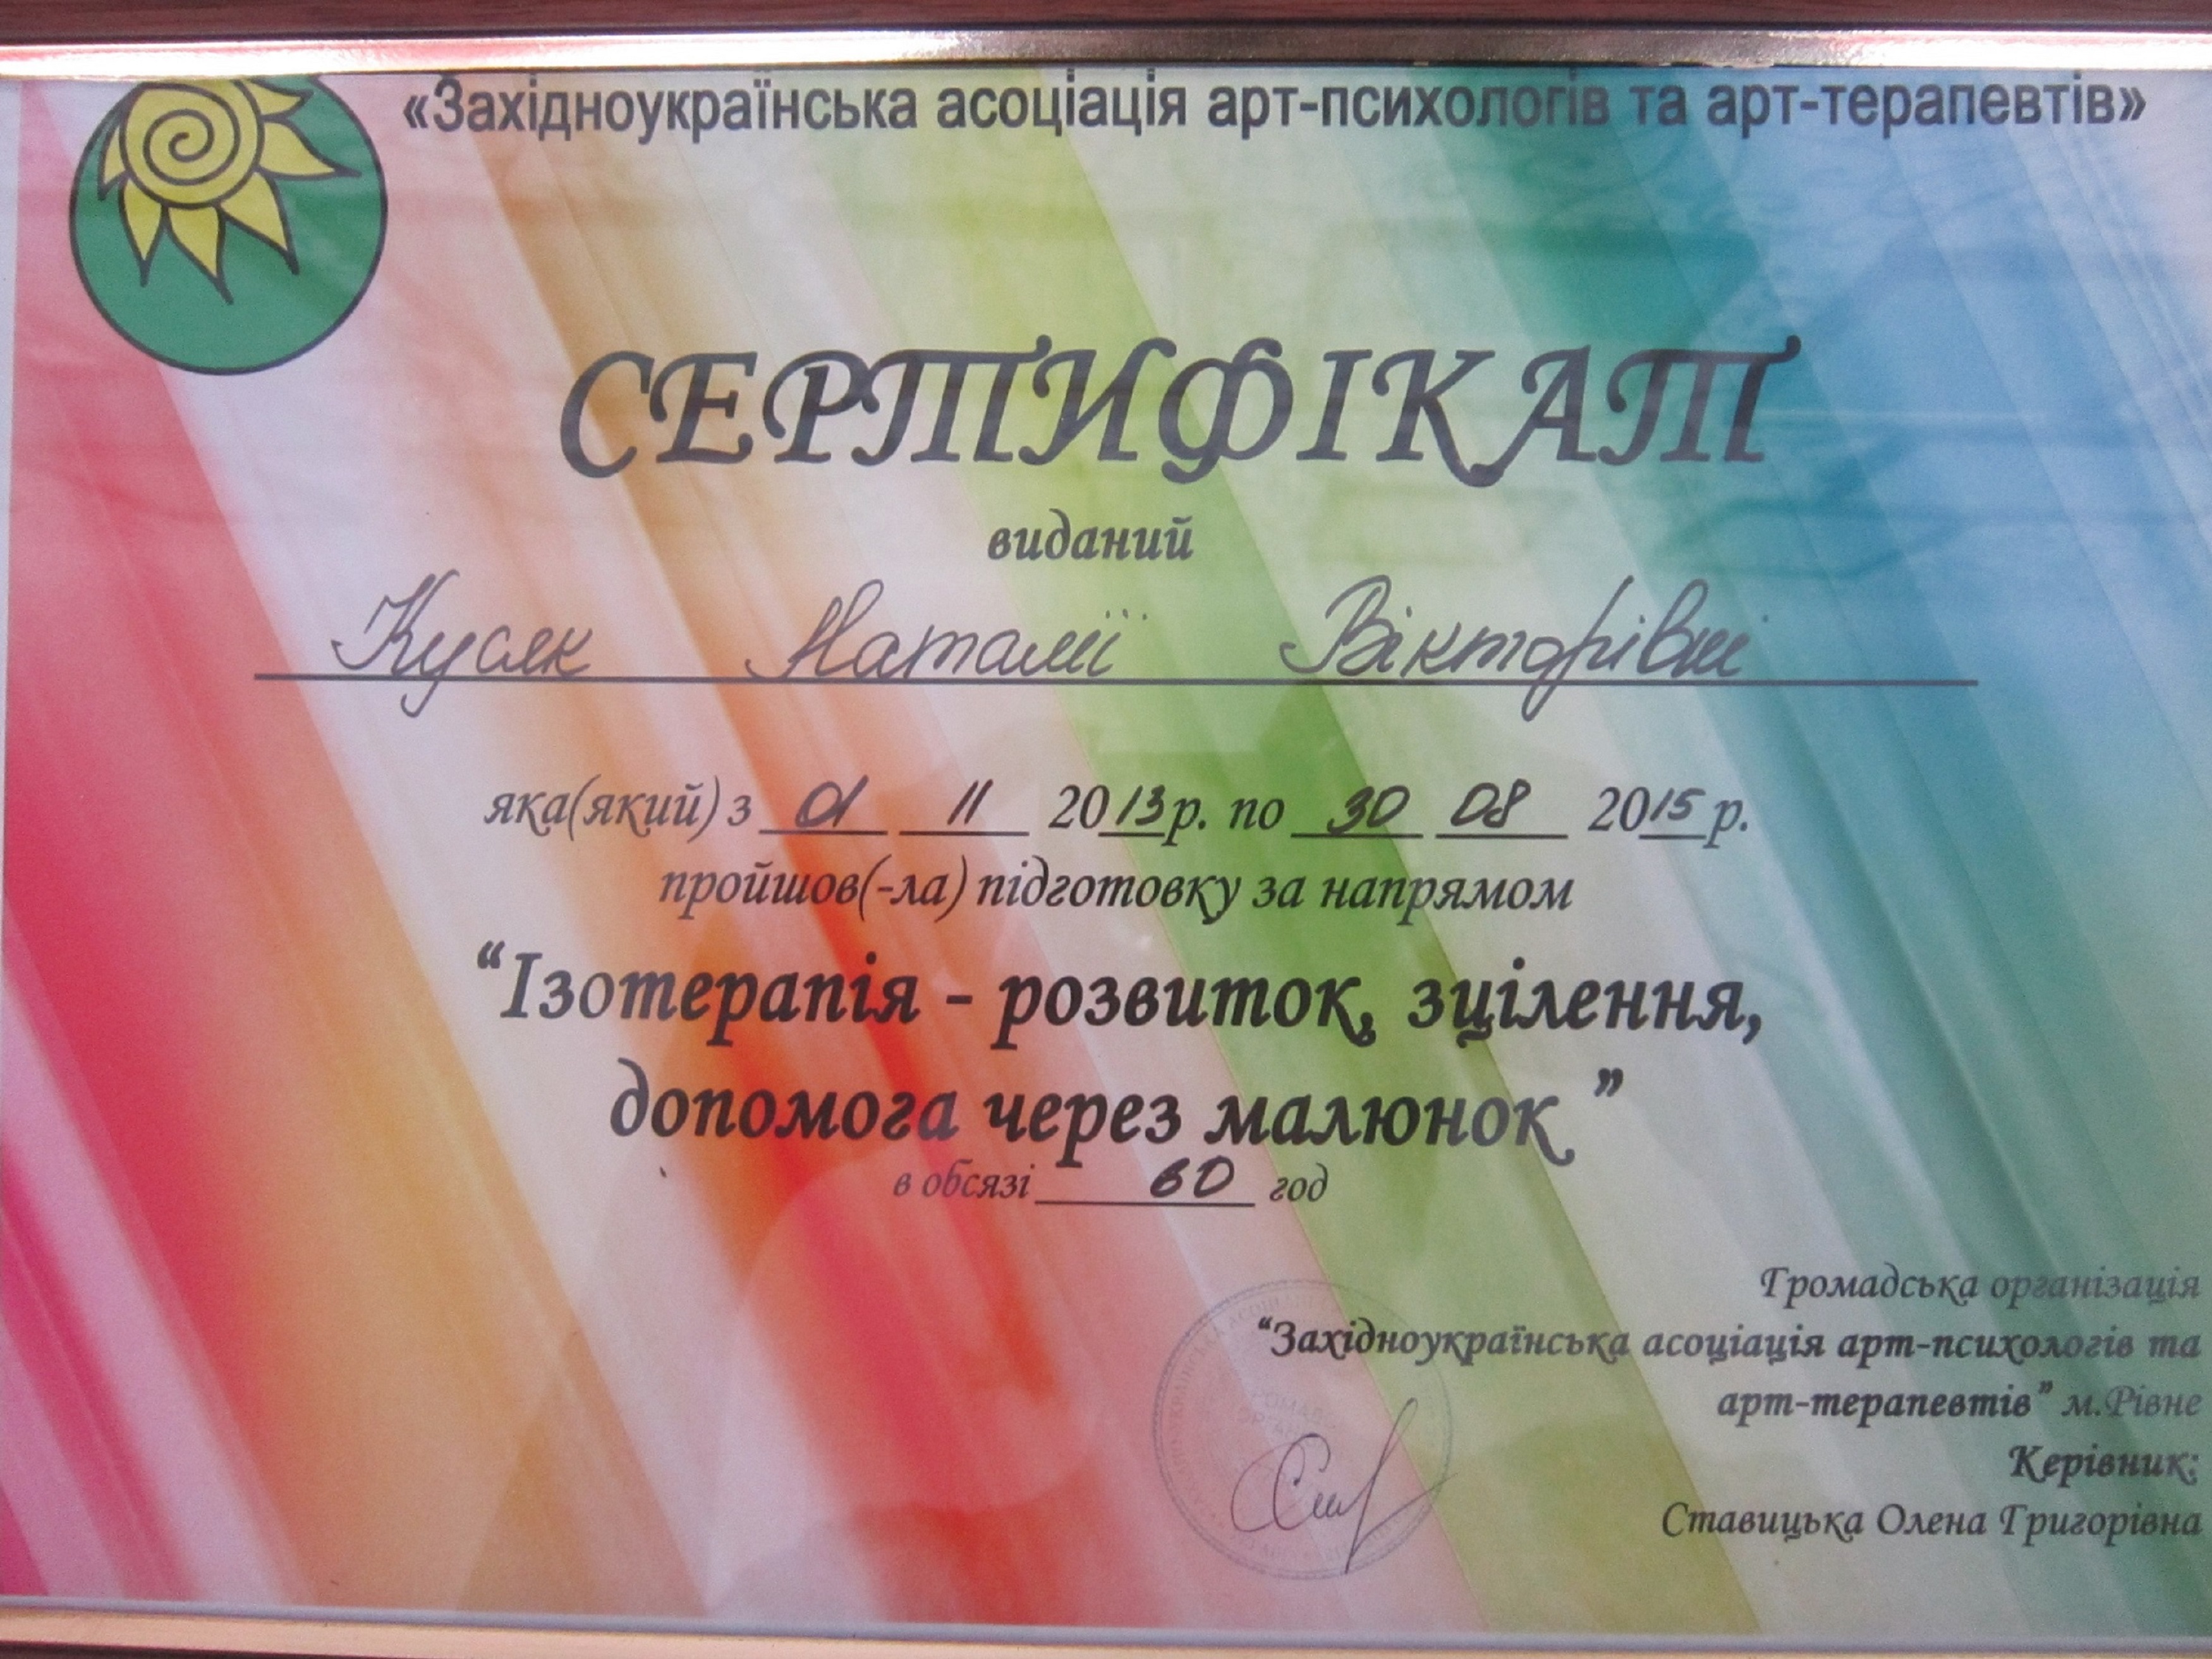 «Західноукраїнська асоціація арт-психологів та арт-терапевтів»
СЕРТИФІКАТ
виданий
Кусяк Наталії Вікторівні
яка(який) з 01 11 2013р. по 30 08 2015р.
пройшов(-ла) підготовку за напрямом
“Ізотерапія - розвиток, зцілення,
допомога через малюнок”
в обсязі 60 год
Громадська організація
“Західноукраїнська асоціація арт-психологів та
арт-терапевтів” м.Рівне
Керівник:
Ставицька Олена Григорівна